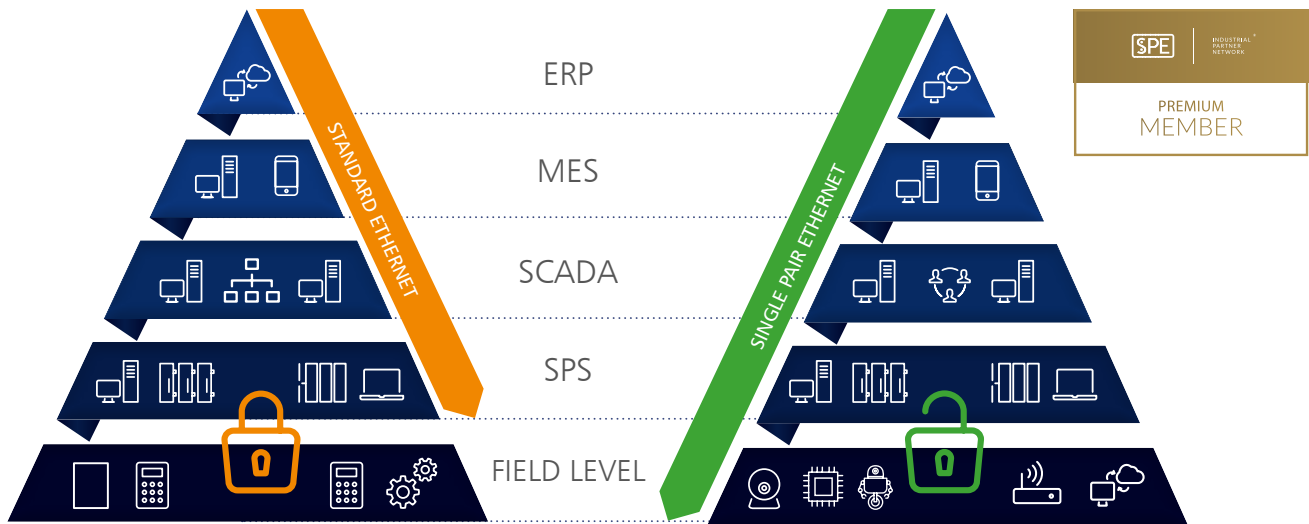 ERP
MES
SCADA
SPS
FIELD LEVEL
STANDARD ETHERNET
SINGLE PAIR ETHERNET
SPE
INDUSTRIAL
PARTNER
NETWORK
PREMIUM
MEMBER